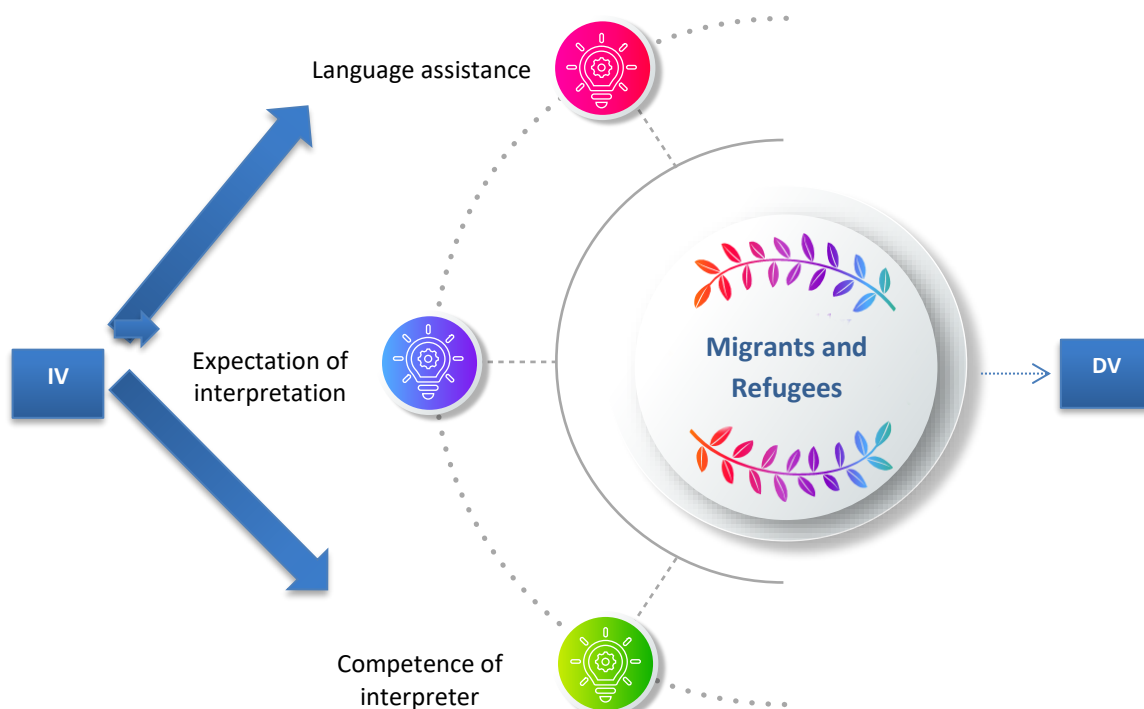 Language assistance
IV
Expectation of
interpretation
Migrants and
Refugees
DV
Competence of
interpreter